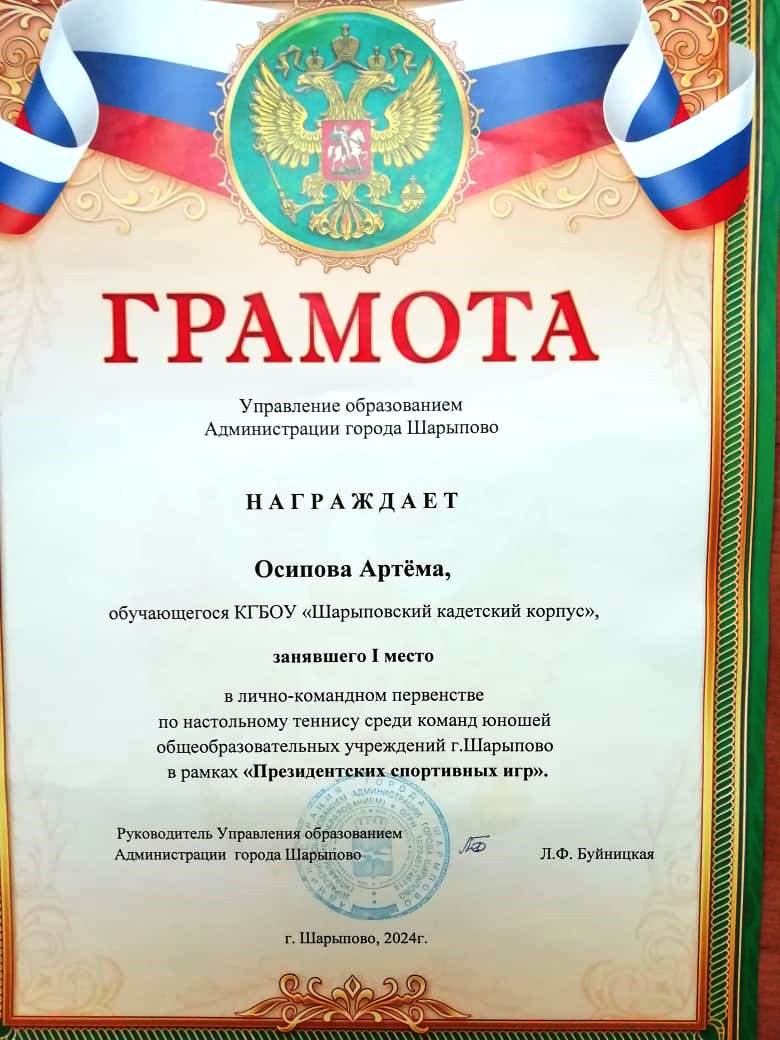 ГРАМОТА
Управление образованием
Администрации города Шарыпово
НАГРАЖДАЕТ
Осипова Артёма,
обучающегося КГБОУ «Шарыповский кадетский корпус»,
занявшего I место
в лично-командном первенстве
по настольному теннису среди команд юношей
общеобразовательных учреждений г.Шарыпово
в рамках «Президентских спортивных игр».
Руководитель Управления образованием
Администрации города Шарыпово
Л.Ф. Буйницкая
г. Шарыпово, 2024г.